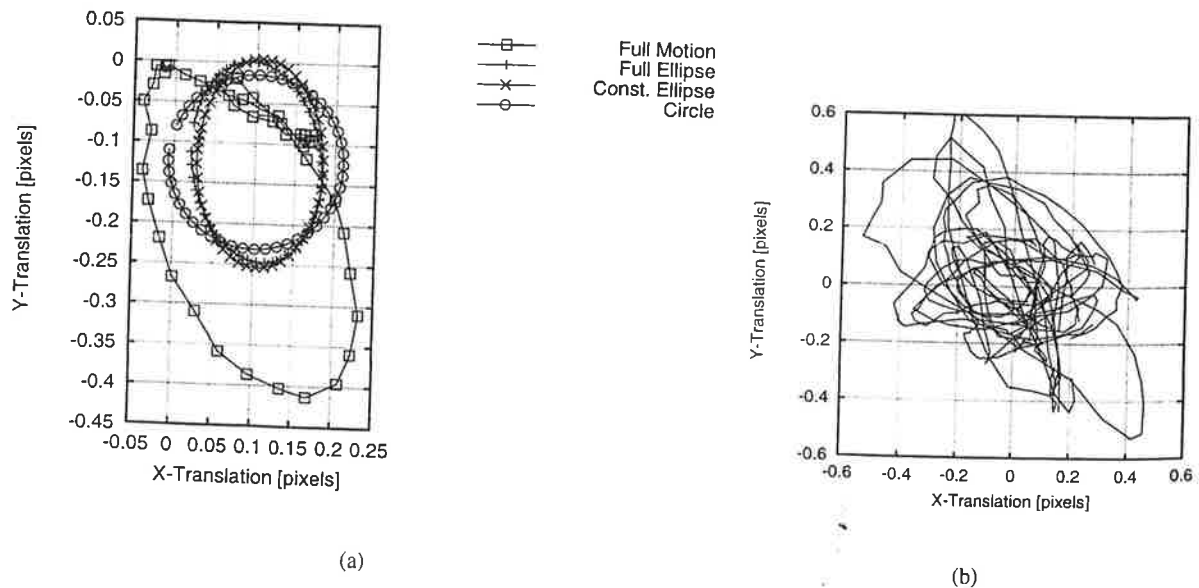 0.05
0
-0.05
-0.1
-0.15
-0.2
-0.25
-0.3
-0.35
-0.4
-0.45
Y-Translation [pixels]
-0.05 0 0.05 0.1 0.15 0.2 0.25
X-Translation [pixels]
(a)
Full Motion
Full Ellipse
Const. Ellipse
Circle
0.6
0.4
0.2
0
-0.2
-0.4
-0.6
Y-Translation [pixels]
-0.6 -0.4 -0.2 0 0.2 0.4 0.6
X-Translation [pixels]
(b)